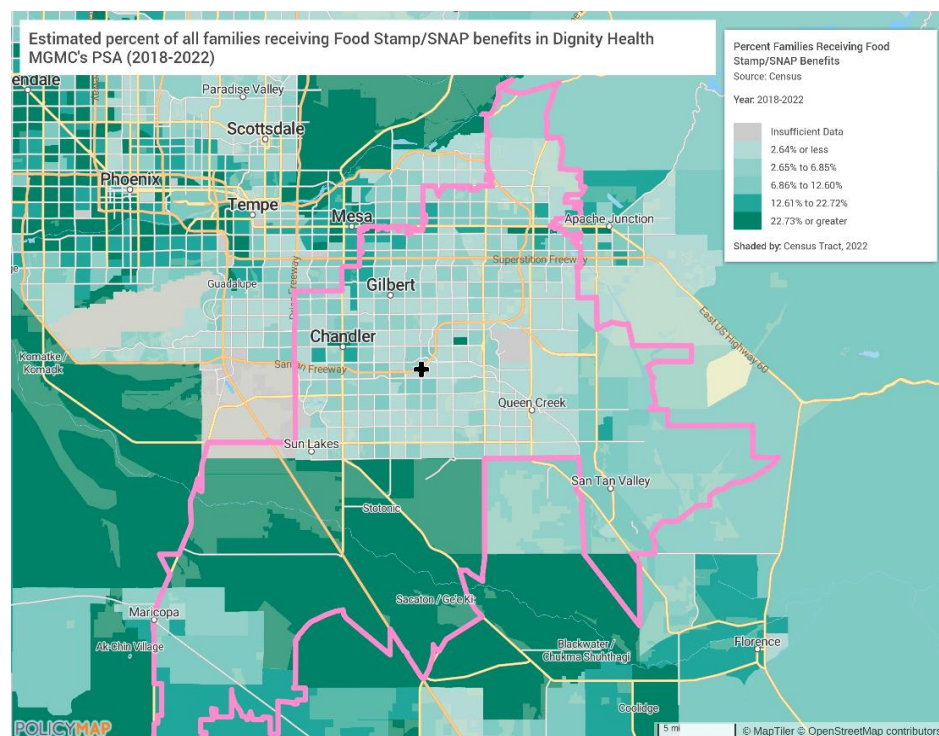 Estimated percent of all families receiving Food Stamp/SNAP benefits in Dignity Health
MGMC's PSA (2018-2022)
Percent Families Receiving Food
Stamp/SNAP Benefits
Source: Census
Year: 2018-2022
Insufficient Data
2.64% or less
2.65% to 6.85%
6.86% to 12.60%
12.61% to 22.72%
22.73% or greater
Shaded by: Census Tract, 2022
endale
Paradise Valley
Scottsdale
Phoenix
Tempe
Mesa
Apache Junction
Superstition Freeway
Guadalupe
Gilbert
East US Highway 60
Chandler
Komatke /
Komadk
Freeway
Queen Creek
Sun Lakes
San Tan Valley
Stotonic
Sacaton / Ge'e Ki
Maricopa
Ak-Chin Village
Blackwater /
Chukma Shuhthagi
Florence
Coolidge
POLICYMAP
5 mi
© MapTiler © OpenStreetMap contributors